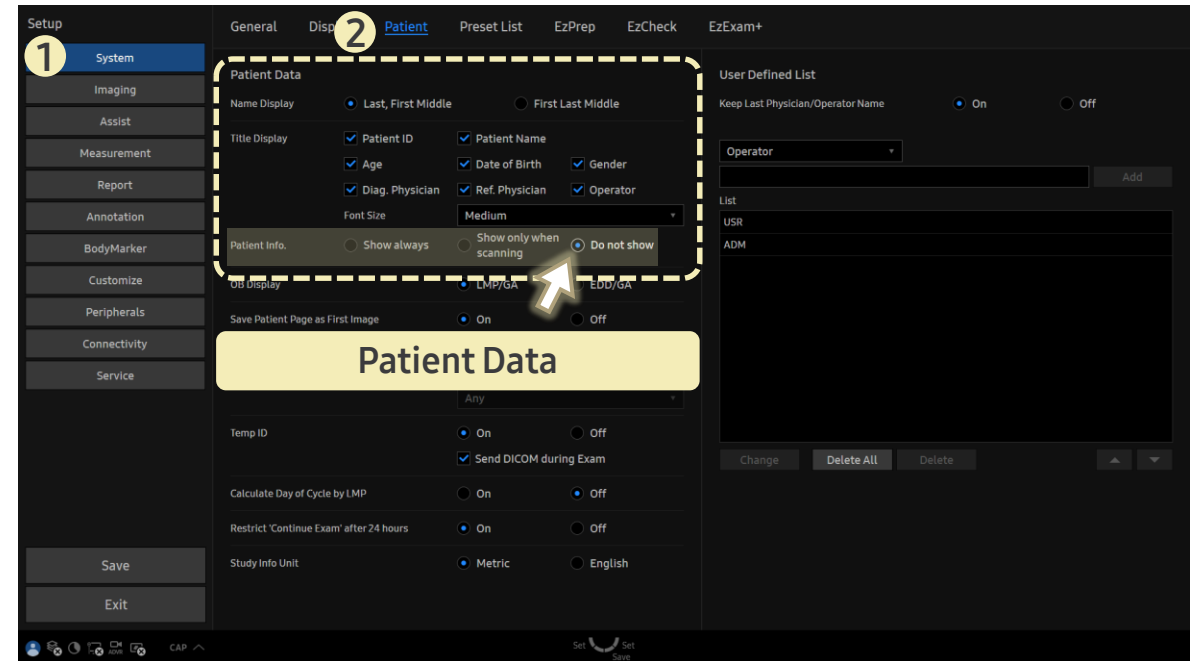 Setup
1
System
Imaging
Assist
Measurement
Report
Annotation
BodyMarker
Customize
Peripherals
Connectivity
Service
Save
Exit
General Disp 2 Patient Preset List EzPrep EzCheck EzExam+
Patient Data
Name Display Last, First Middle First Last Middle
Title Display Patient ID Patient Name
Age Date of Birth Gender
Diag. Physician Ref. Physician Operator
Font Size Medium
Patient Info. Show always Show only when scanning Do not show
OB Display LMP/GA EDD/GA
Save Patient Page as First Image On Off
Patient Data
Any
Temp ID On Off
Send DICOM during Exam
Calculate Day of Cycle by LMP On Off
Restrict 'Continue Exam' after 24 hours On Off
Study Info Unit Metric English
User Defined List
Keep Last Physician/Operator Name On Off
Operator
Add
List
USR
ADM
Change Delete All Delete
CAP
Set Set
Save